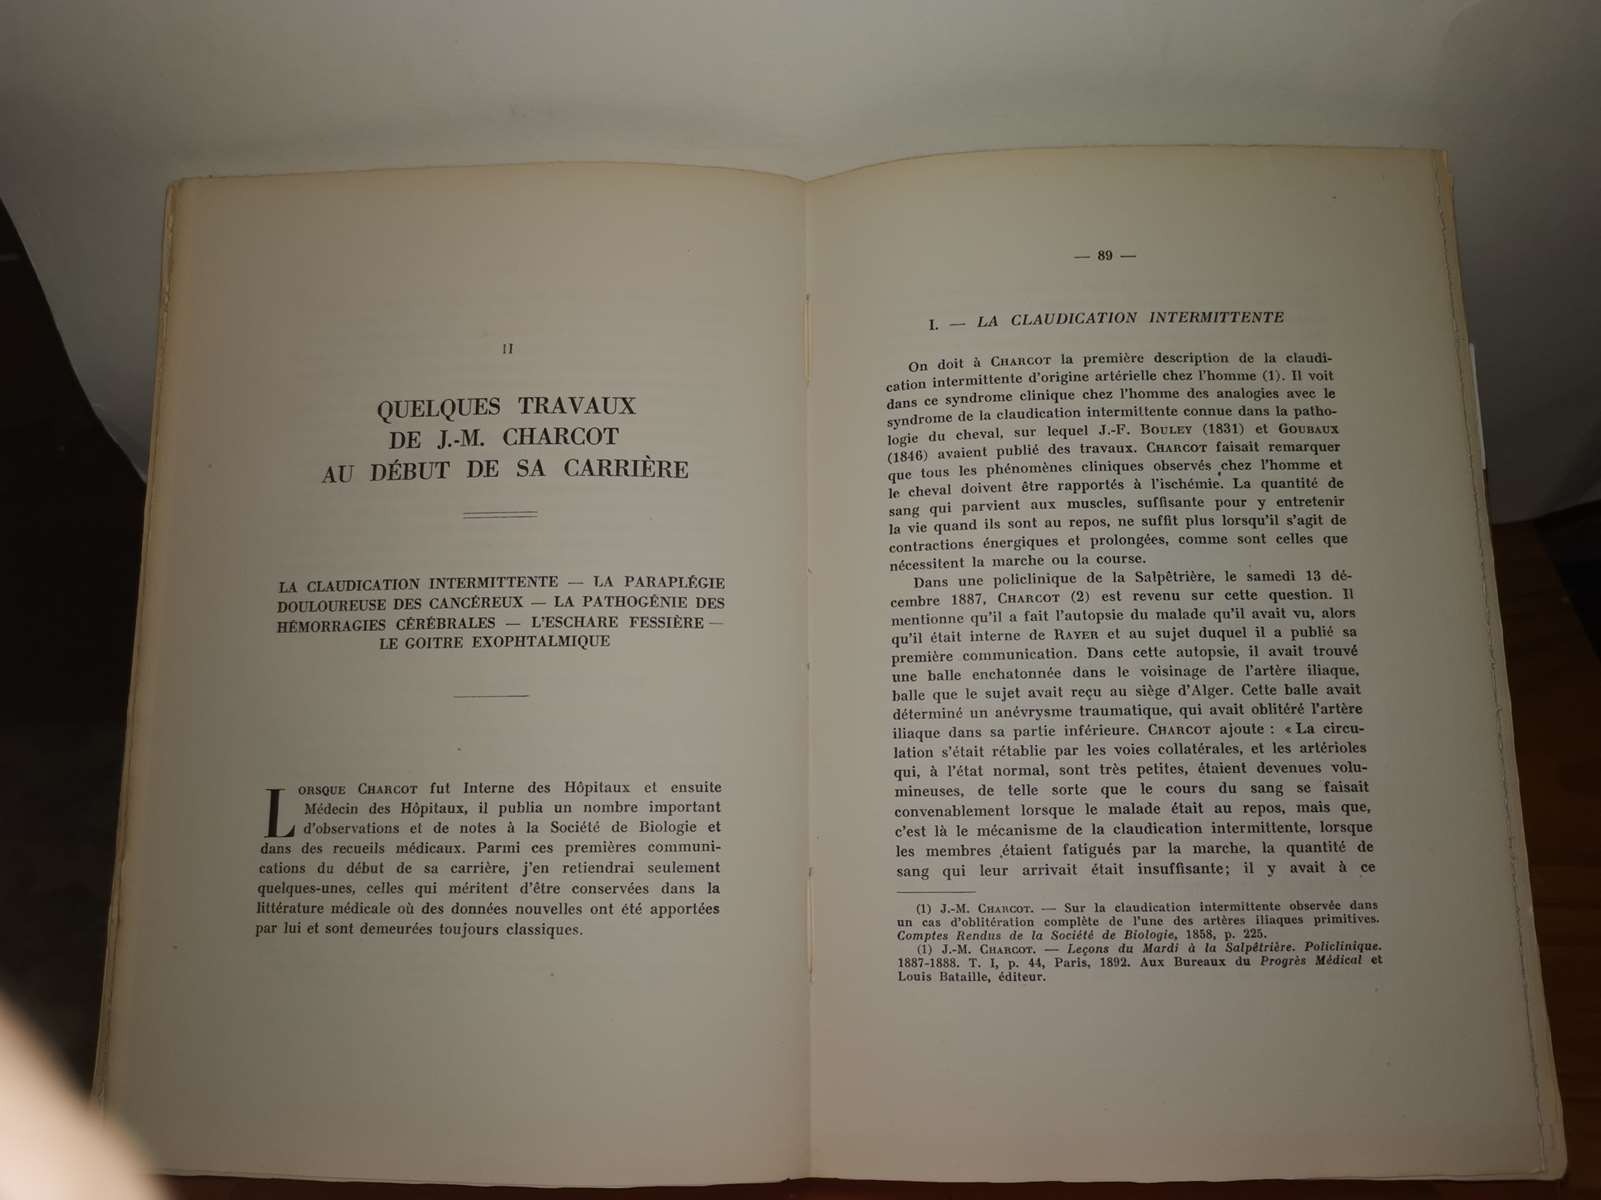 II
QUELQUES TRAVAUX
DE J.-M. CHARCOT
AU DÉBUT DE SA CARRIÈRE
LA CLAUDICATION INTERMITTENTE — LA PARAPLÉGIE
DOULOUREUSE DES CANCÉREUX — LA PATHOGÉNIE DES
HÉMORRAGIES CÉRÉBRALES — L'ESCHARE FESSIÈRE —
LE GOITRE EXOPHTALMIQUE
LORSQUE CHARCOT fut Interne des Hôpitaux et ensuite
Médecin des Hôpitaux, il publia un nombre important
d'observations et de notes à la Société de Biologie et
dans des recueils médicaux. Parmi ces premières communi-
cations du début de sa carrière, j'en retiendrai seulement
quelques-unes, celles qui méritent d'être conservées dans la
littérature médicale où des données nouvelles ont été apportées
par lui et sont demeurées toujours classiques.
— 89 —
I. — LA CLAUDICATION INTERMITTENTE
On doit à CHARCOT la première description de la claudi-
cation intermittente d'origine artérielle chez l'homme (1). Il voit
dans ce syndrome clinique chez l'homme des analogies avec le
syndrome de la claudication intermittente connue dans la patho-
logie du cheval, sur lequel J.-F. BOULEY (1831) et GOUBAUX
(1846) avaient publié des travaux. CHARCOT faisait remarquer
que tous les phénomènes cliniques observés chez l'homme et
le cheval doivent être rapportés à l'ischémie. La quantité de
sang qui parvient aux muscles, suffisante pour y entretenir
la vie quand ils sont au repos, ne suffit plus lorsqu'il s'agit de
contractions énergiques et prolongées, comme sont celles que
nécessitent la marche ou la course.
Dans une policlinique de la Salpêtrière, le samedi 13 dé-
cembre 1887, CHARCOT (2) est revenu sur cette question. Il
mentionne qu'il a fait l'autopsie du malade qu'il avait vu, alors
qu'il était interne de RAYER et au sujet duquel il a publié sa
première communication. Dans cette autopsie, il avait trouvé
une balle enchatonnée dans le voisinage de l'artère iliaque,
balle que le sujet avait reçu au siège d'Alger. Cette balle avait
déterminé un anévrysme traumatique, qui avait oblitéré l'artère
iliaque dans sa partie inférieure. CHARCOT ajoute : « La circu-
lation s'était rétablie par les voies collatérales, et les artérioles
qui, à l'état normal, sont très petites, étaient devenues volu-
mineuses, de telle sorte que le cours du sang se faisait
convenablement lorsque le malade était au repos, mais que,
c'est là le mécanisme de la claudication intermittente, lorsque
les membres étaient fatigués par la marche, la quantité de
sang qui leur arrivait était insuffisante; il y avait à ce
(1) J.-M. CHARCOT. — Sur la claudication intermittente observée dans
un cas d'oblitération complète de l'une des artères iliaques primitives.
Comptes Rendus de la Société de Biologie, 1858, p. 225.
(1) J.-M. CHARCOT. — Leçons du Mardi à la Salpêtrière. Policlinique.
1887-1888. T. I, p. 44, Paris, 1892. Aux Bureaux du Progrès Médical et
Louis Bataille, éditeur.